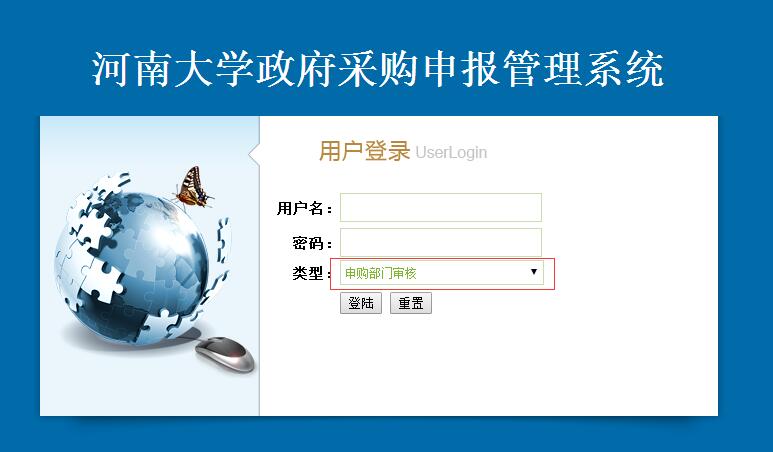 河南大学政府采购申报管理系统
用户登录 UserLogin
用户名：
密码：
类型： 申购部门审核
登陆 重置